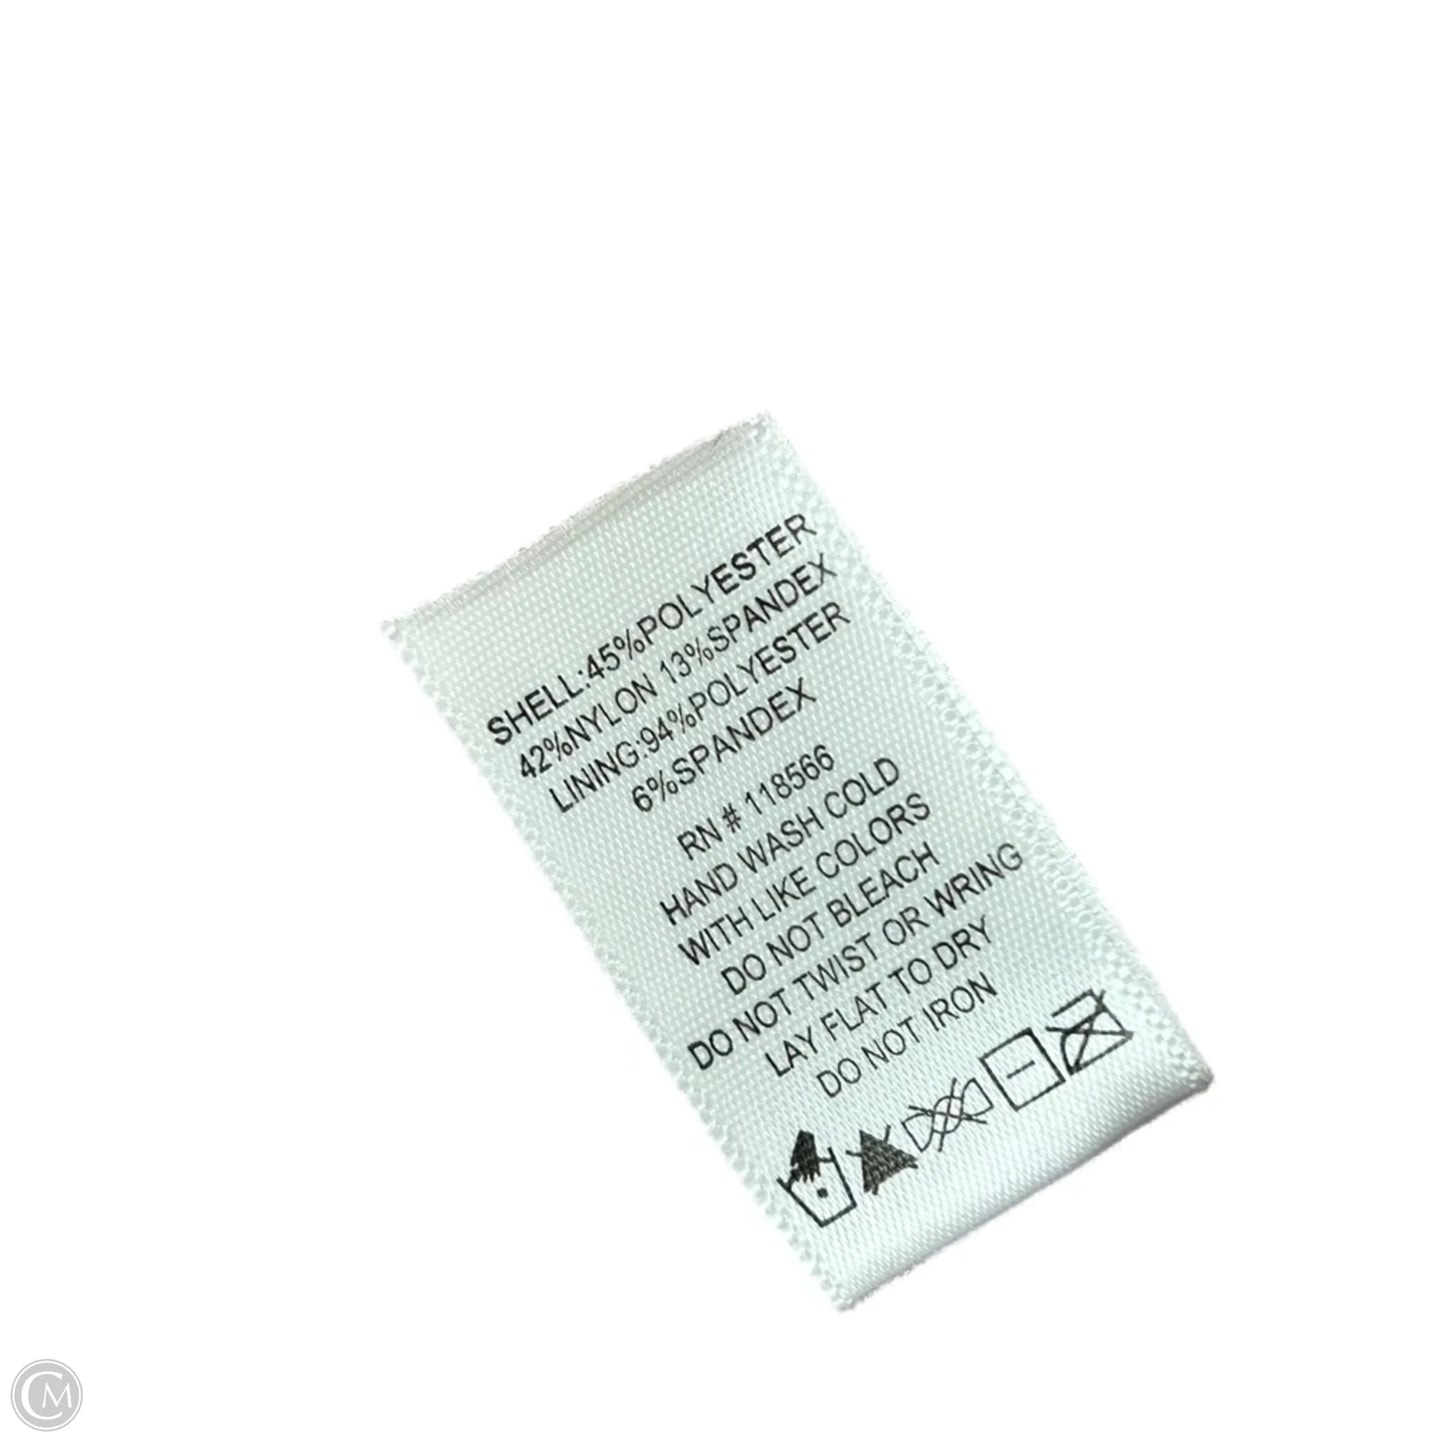 SHELL:45%POLYESTER
42%NYLON 13%SPANDEX
LINING:94%POLYESTER
6%SPANDEX
RN # 118566
HAND WASH COLD
WITH LIKE COLORS
DO NOT BLEACH
DO NOT TWIST OR WRING
LAY FLAT TO DRY
DO NOT IRON
CM